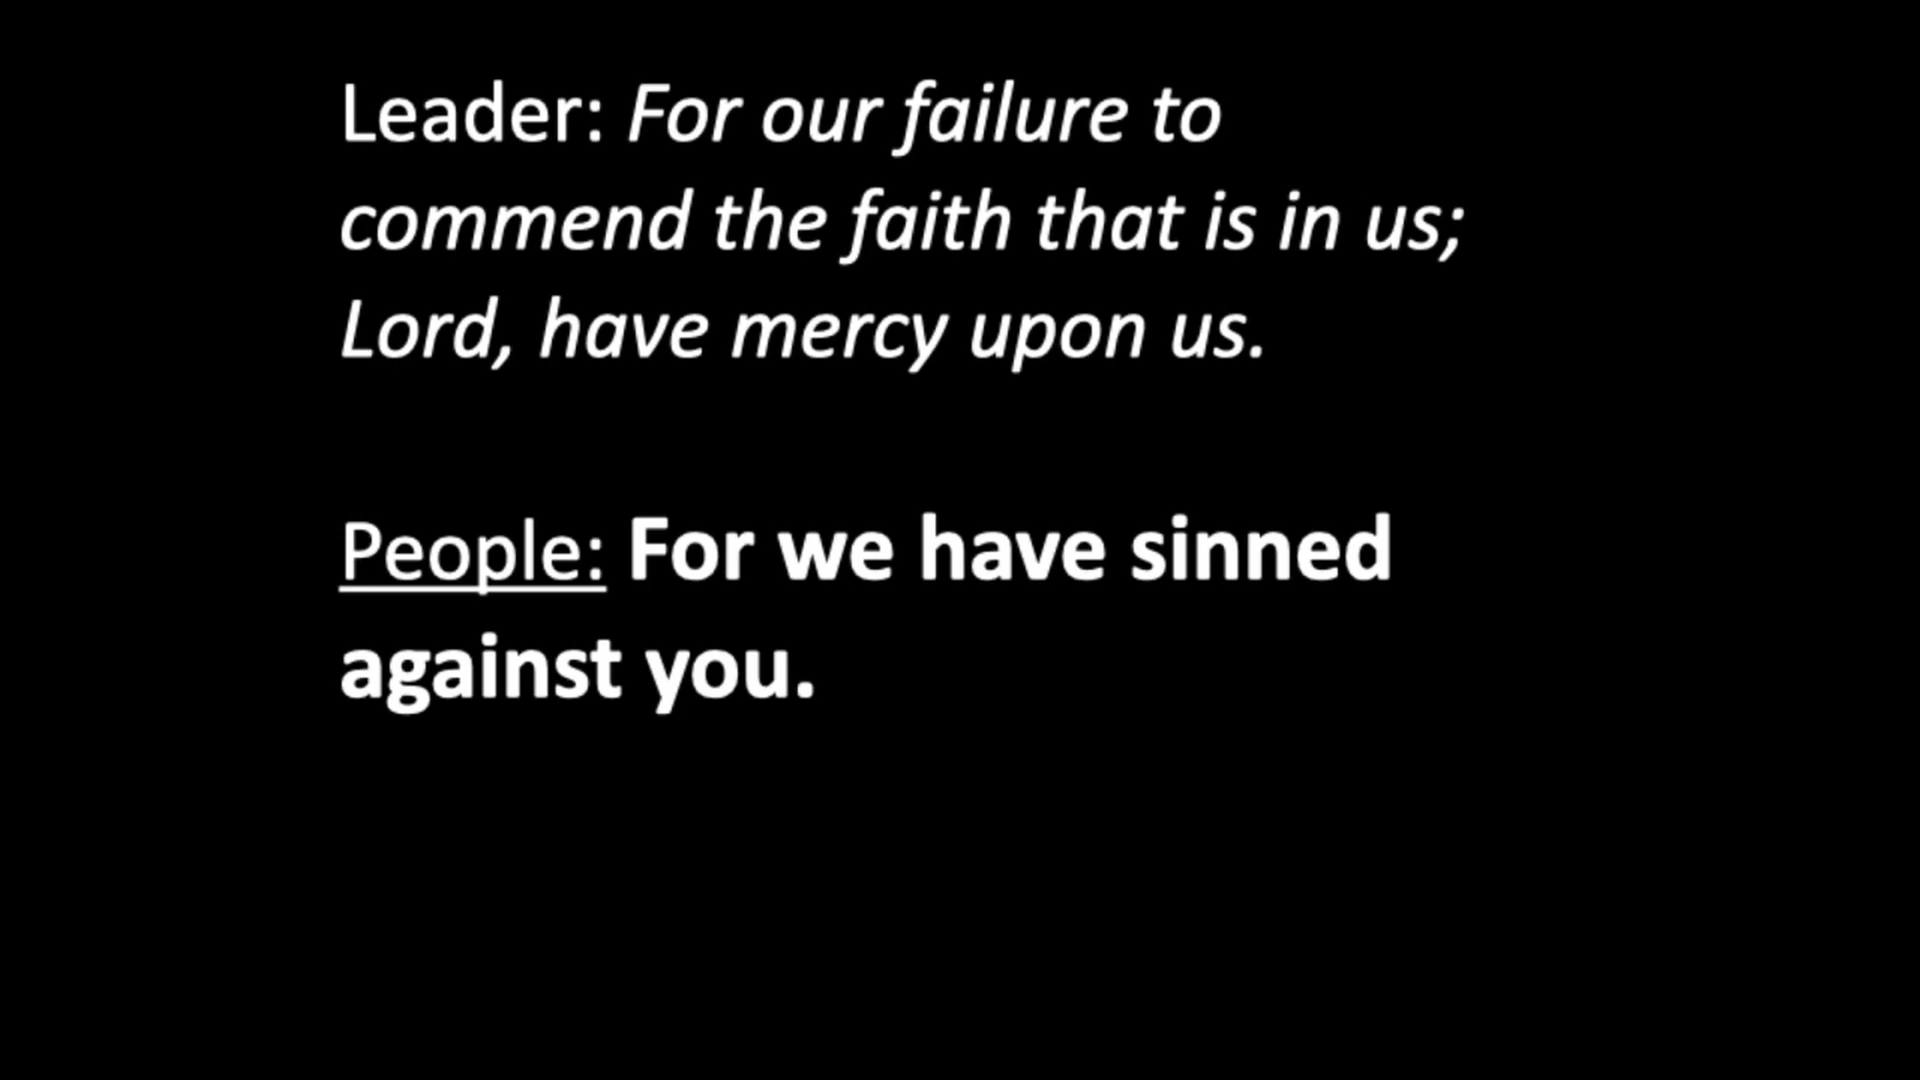 Leader: For our failure to
commend the faith that is in us;
Lord, have mercy upon us.
People: For we have sinned
against you.